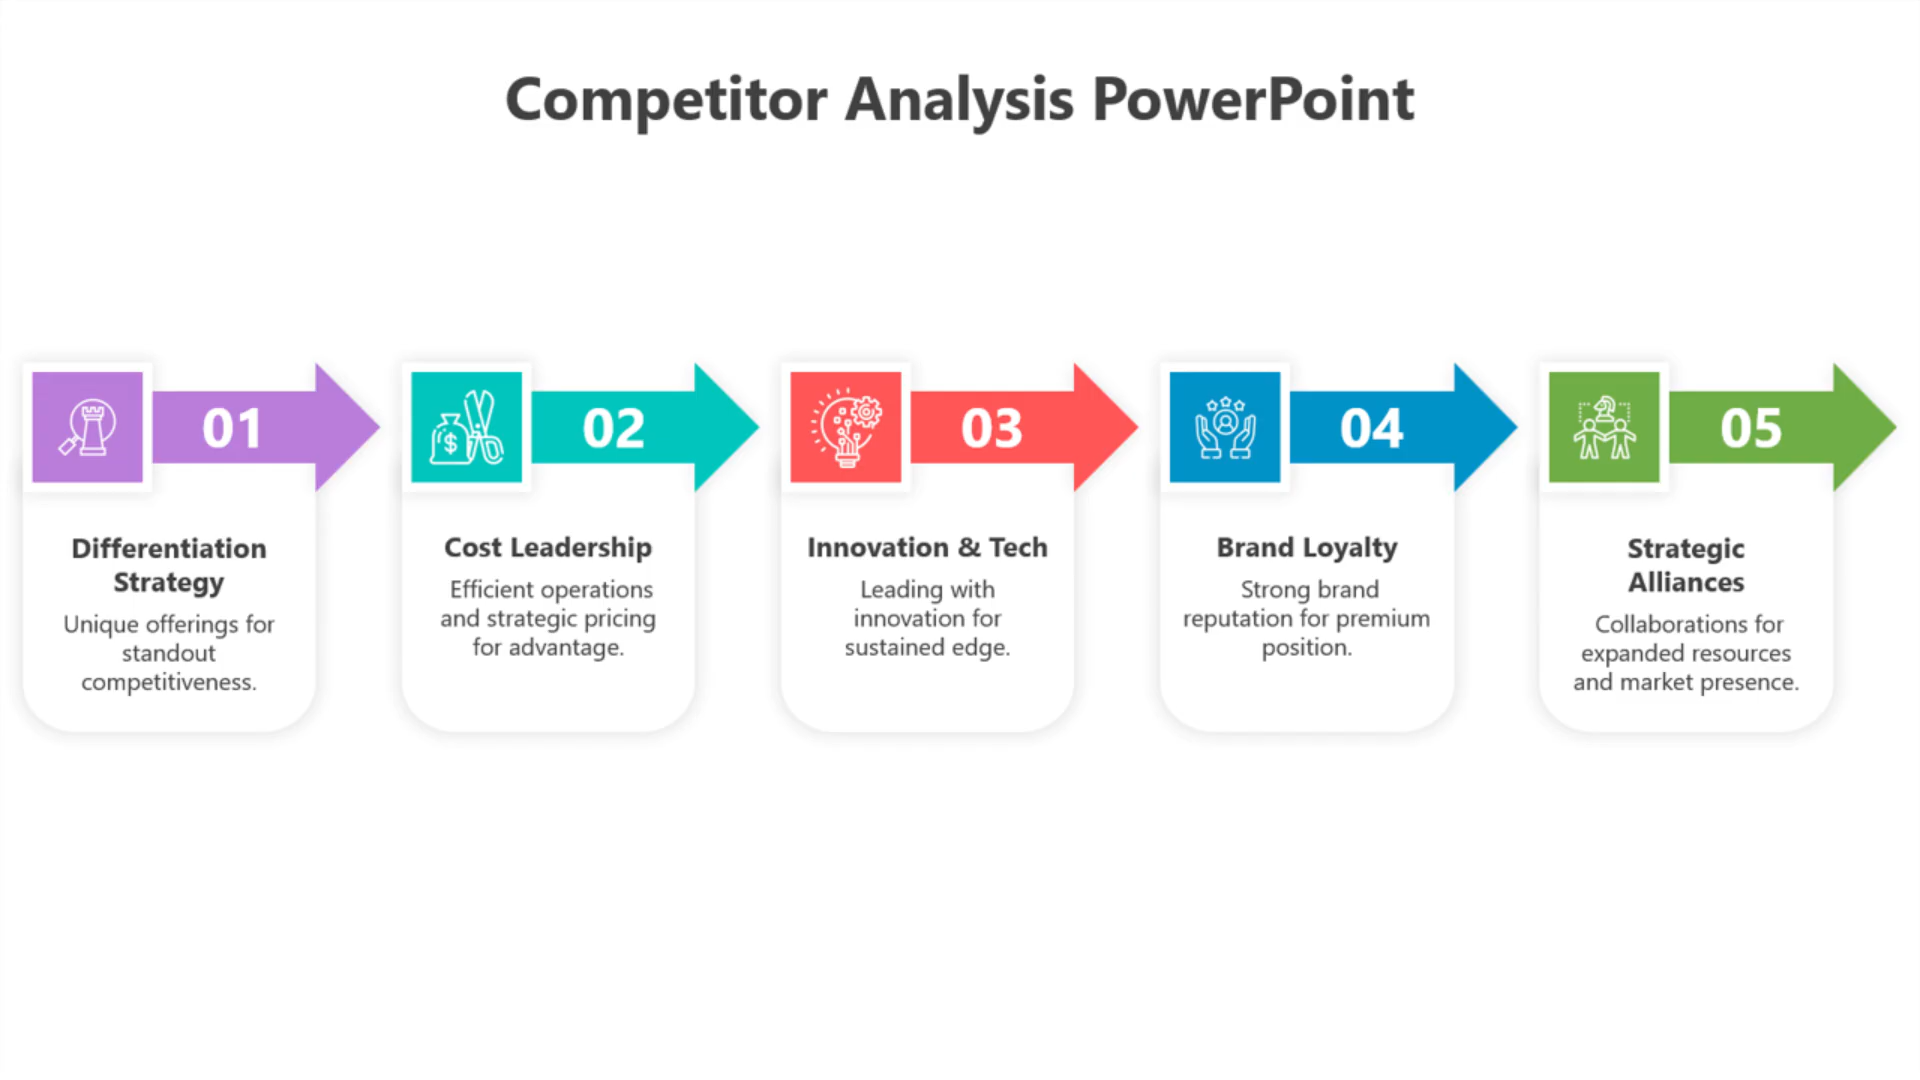 Competitor Analysis PowerPoint
01
Differentiation
Strategy
Unique offerings for
standout
competitiveness.
$
02
Cost Leadership
Efficient operations
and strategic pricing
for advantage.
03
Innovation & Tech
Leading with
innovation for
sustained edge.
04
Brand Loyalty
Strong brand
reputation for premium
position.
05
Strategic
Alliances
Collaborations for
expanded resources
and market presence.